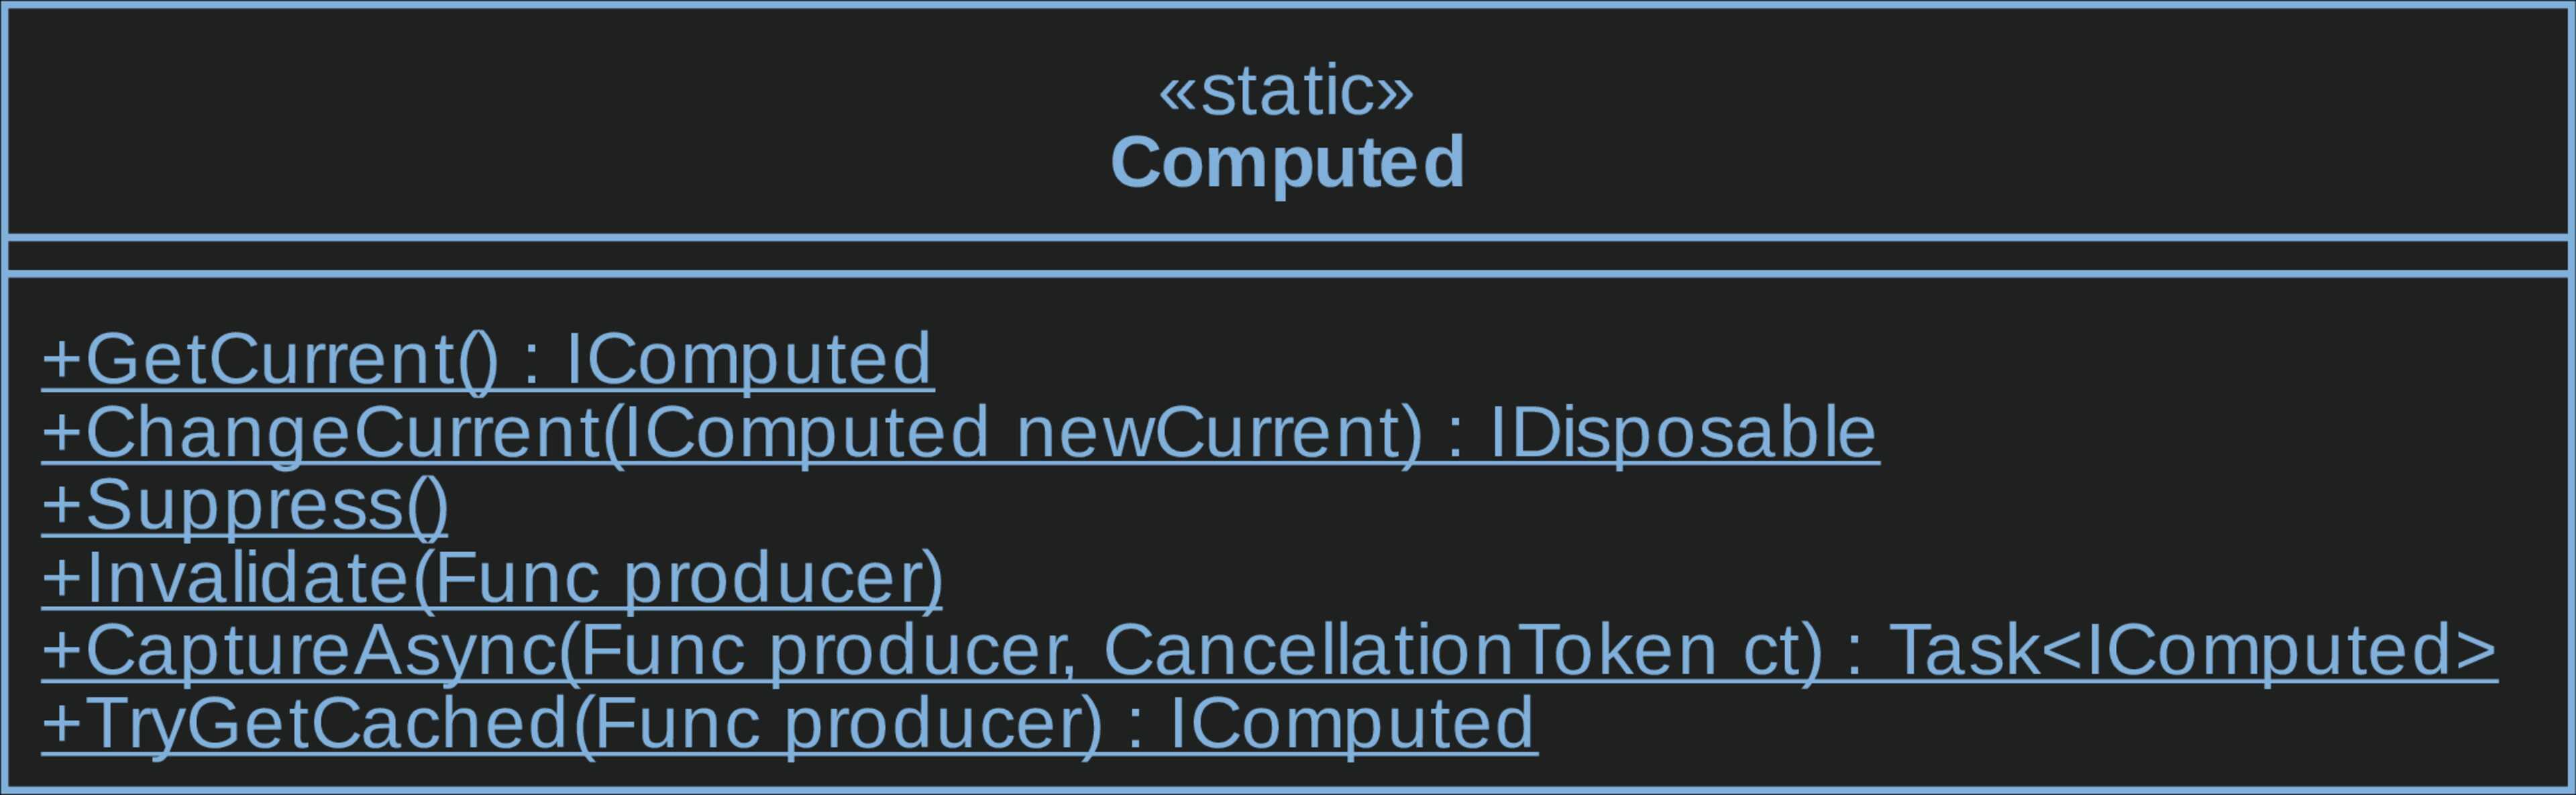 «static»
Computed
+GetCurrent() : IComputed
+ChangeCurrent(IComputed newCurrent) : IDisposable
+Suppress()
+Invalidate(Func producer)
+CaptureAsync(Func producer, CancellationToken ct) : Task<IComputed>
+TryGetCached(Func producer) : IComputed